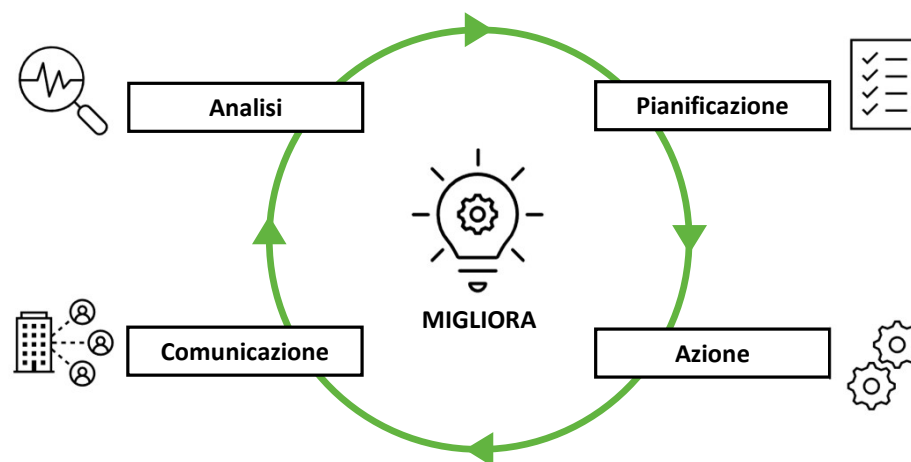 Analisi
Pianificazione
MIGLIORA
Comunicazione
Azione